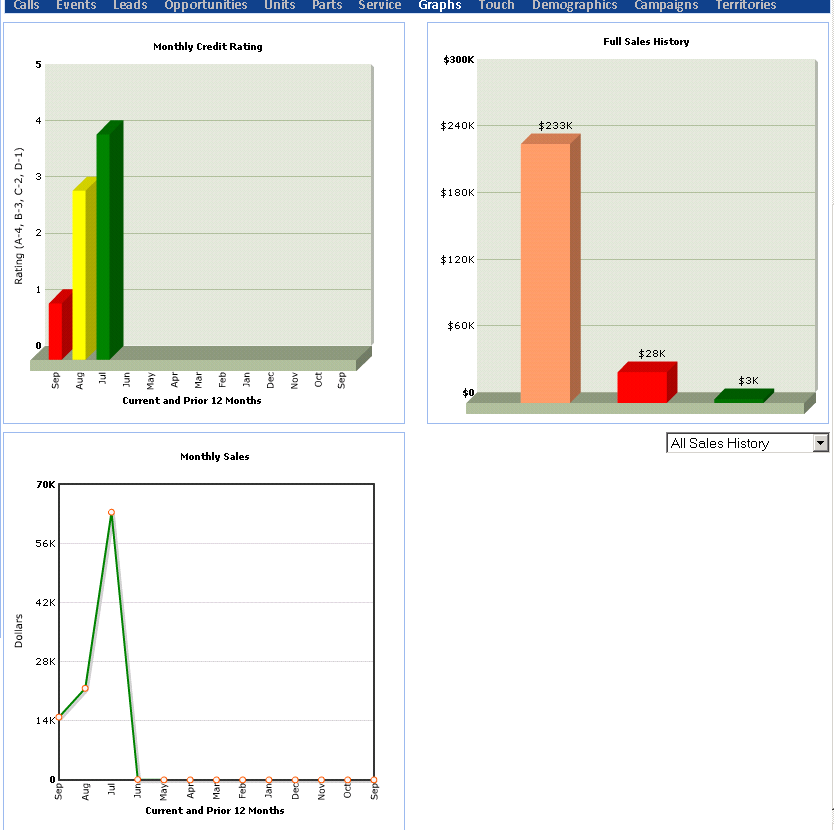 Calls Events Leads Opportunities Units Parts Service Graphs Touch Demographics Campaigns Territories
Monthly Credit Rating
5
4
3
2
1
0
Rating (A-4, B-3, C-2, D-1)
Sep Aug Jul Jun May Apr Mar Feb Jan Dec Nov Oct Sep
Current and Prior 12 Months
Full Sales History
$300K
$240K
$180K
$120K
$60K
$0
$233K
$28K
$3K
All Sales History
Monthly Sales
70K
56K
42K
28K
14K
0
Dollars
Sep Aug Jul Jun May Apr Mar Feb Jan Dec Nov Oct Sep
Current and Prior 12 Months